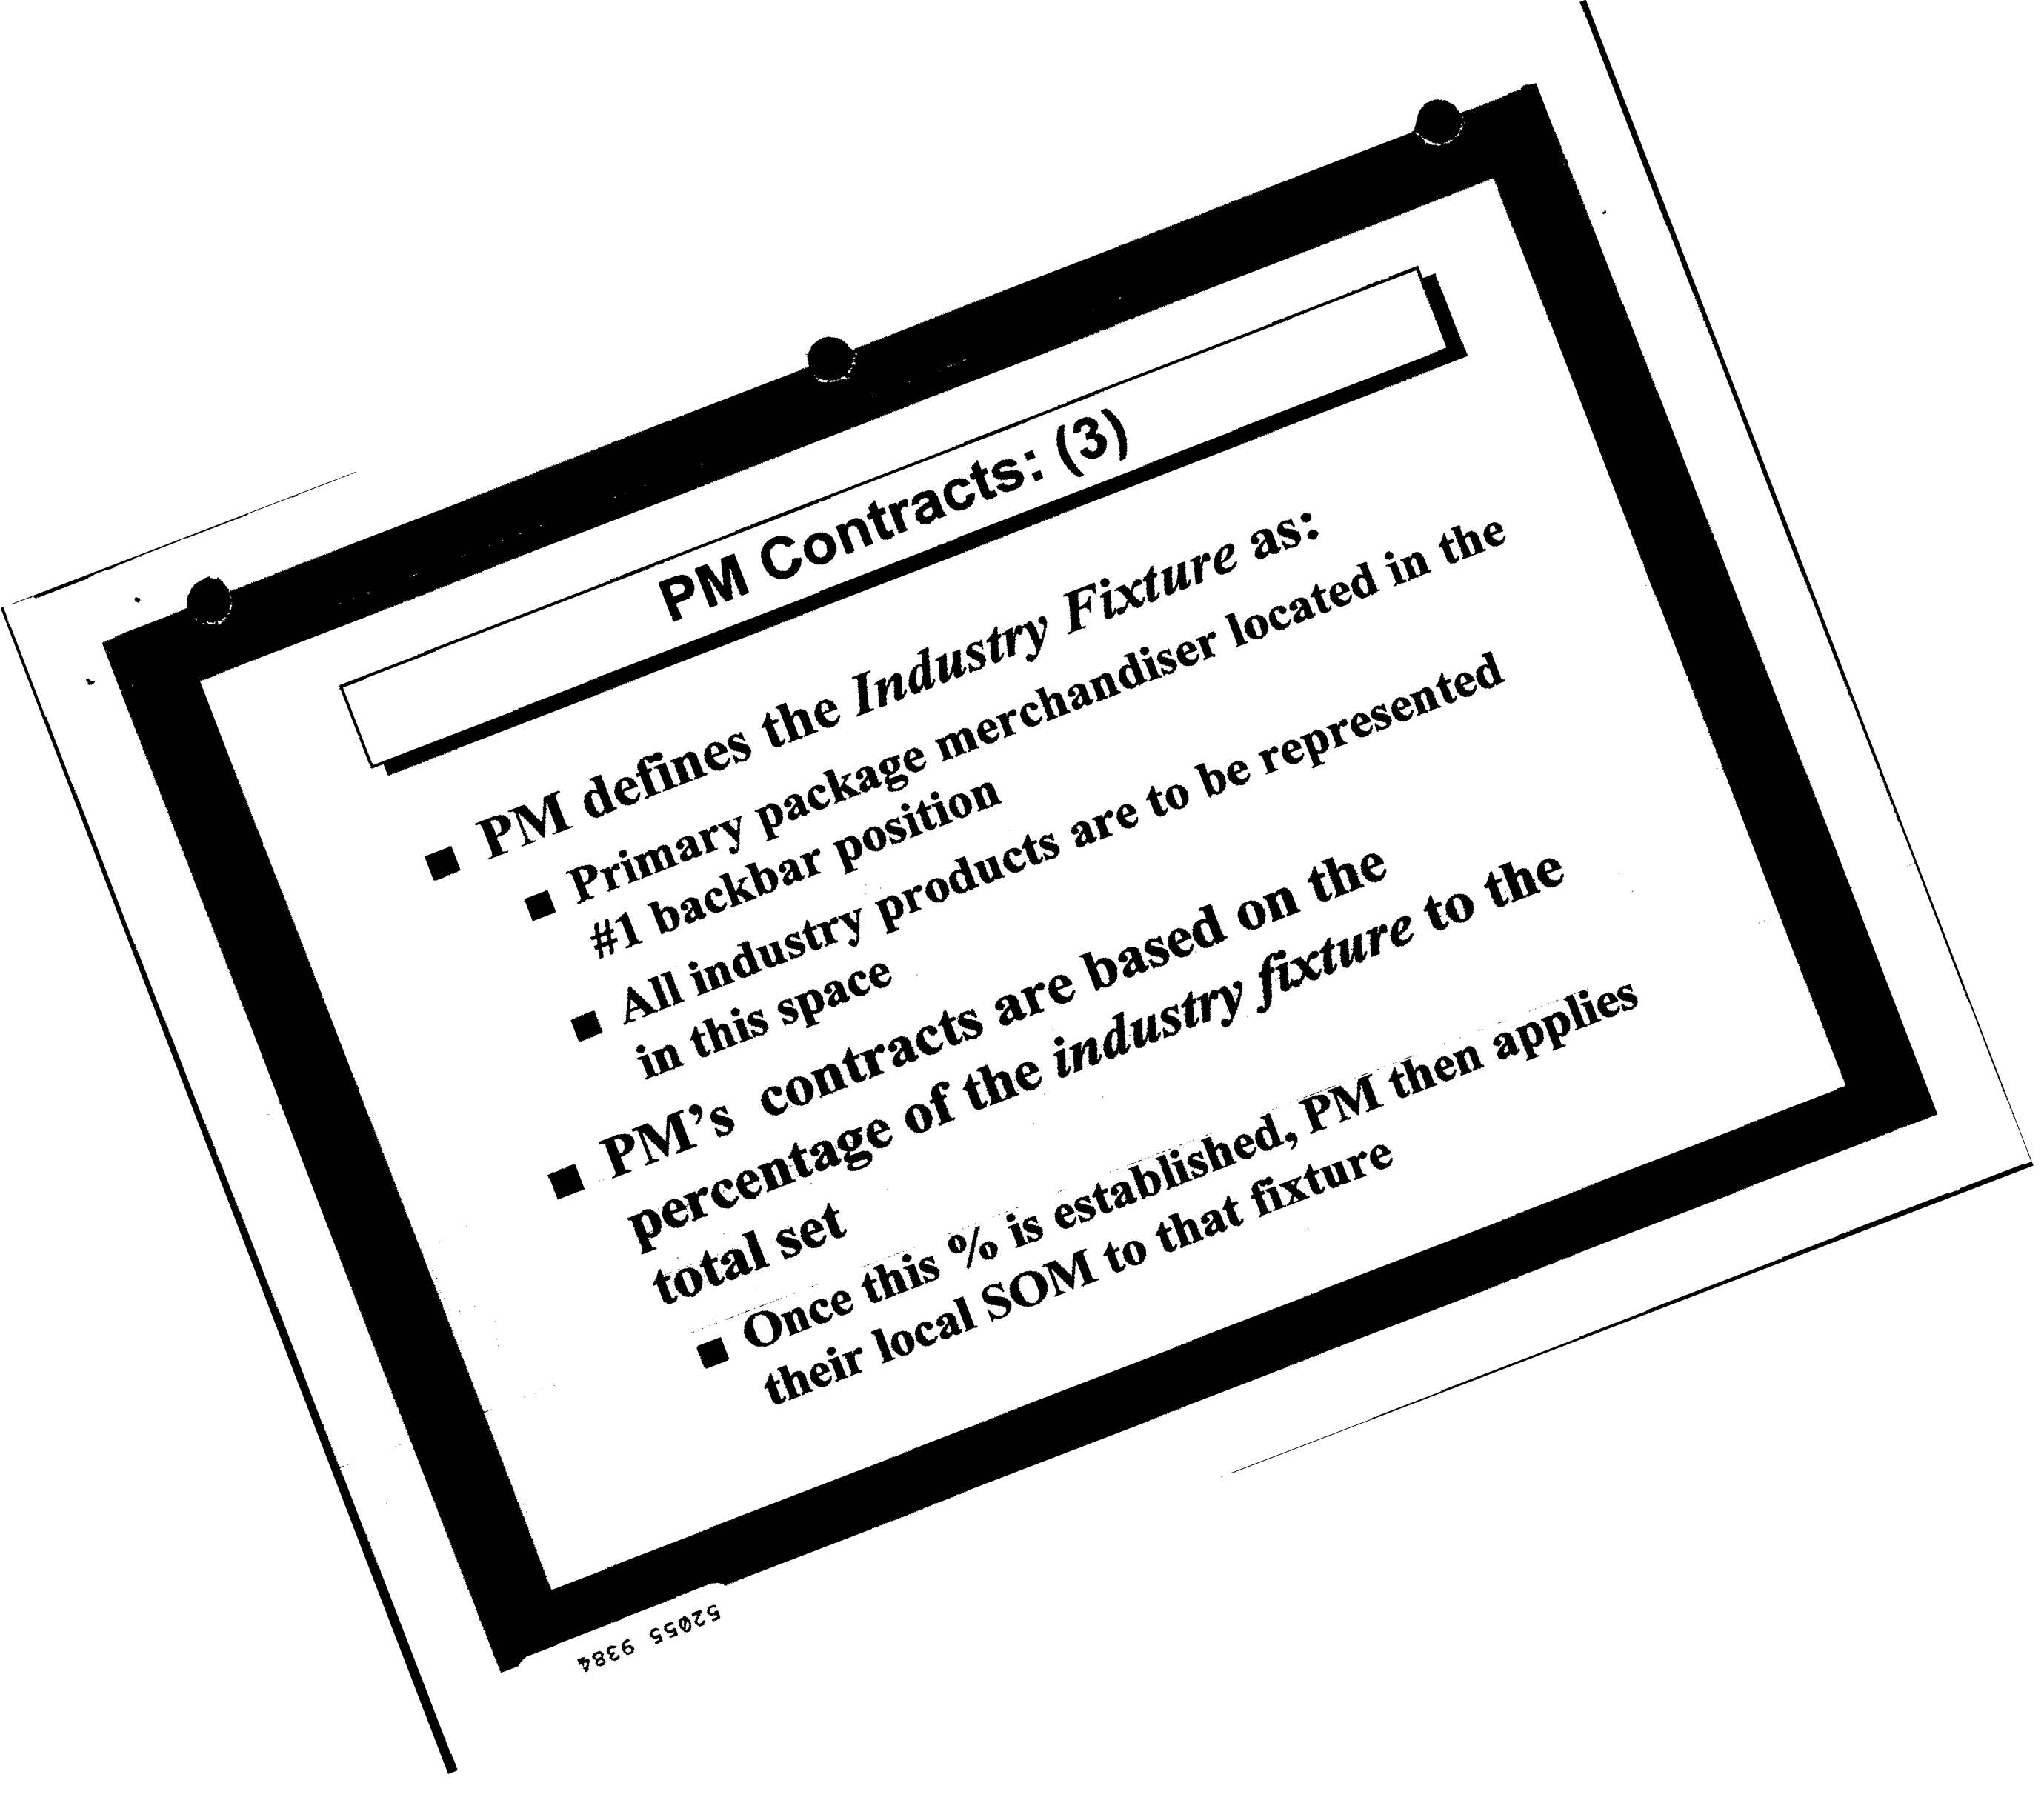 PM Contracts: (3)
▪ PM defines the Industry Fixture as:
▪ Primary package merchandiser located in the
#1 backbar position
▪ All industry products are to be represented
in this space
▪ PM's contracts are based on the
percentage of the industry fixture to the
total set
▪ Once this % is established, PM then applies
their local SOM to that fixture
52055 9384